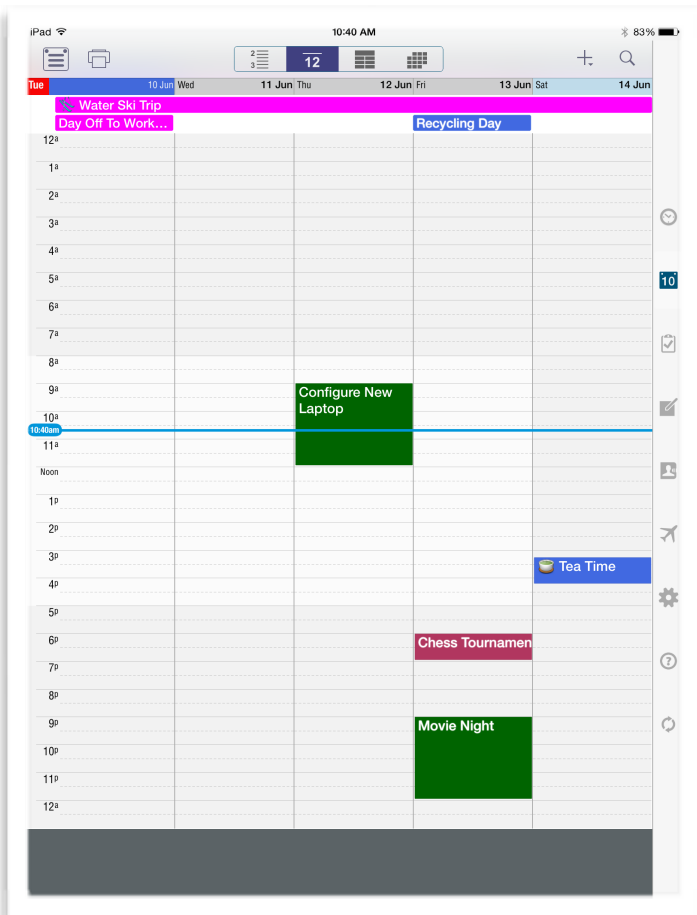 iPad 10:40 AM 83%
2 3 12
Tue 10 Jun Wed 11 Jun Thu 12 Jun Fri 13 Jun Sat 14 Jun
Water Ski Trip
Day Off To Work... Recycling Day
12a
1a
2a
3a
4a
5a
10
6a
7a
8a
9a Configure New
Laptop
10a
10:40am
11a
Noon
1p
2p
3p Tea Time
4p
5p
6p Chess Tournamen
7p
?
8p
9p Movie Night
10p
11p
12a